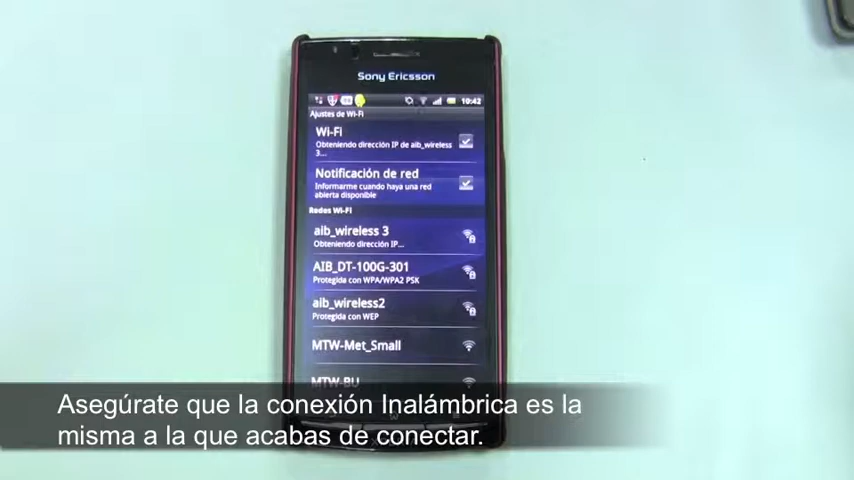 Sony Ericsson
10:42
Ajustes de Wi-Fi
Wi-Fi
Obteniendo dirección IP de aib_wireless
3...
Notificación de red
Informarme cuando haya una red
abierta disponible
Redes Wi-Fi
aib_wireless 3
Obteniendo dirección IP...
AIB_DT-100G-301
Protegida con WPA/WPA2 PSK
aib_wireless2
Protegida con WEP
MTW-Met_Small
MTW-BU
Asegúrate que la conexión Inalámbrica es la
misma a la que acabas de conectar.